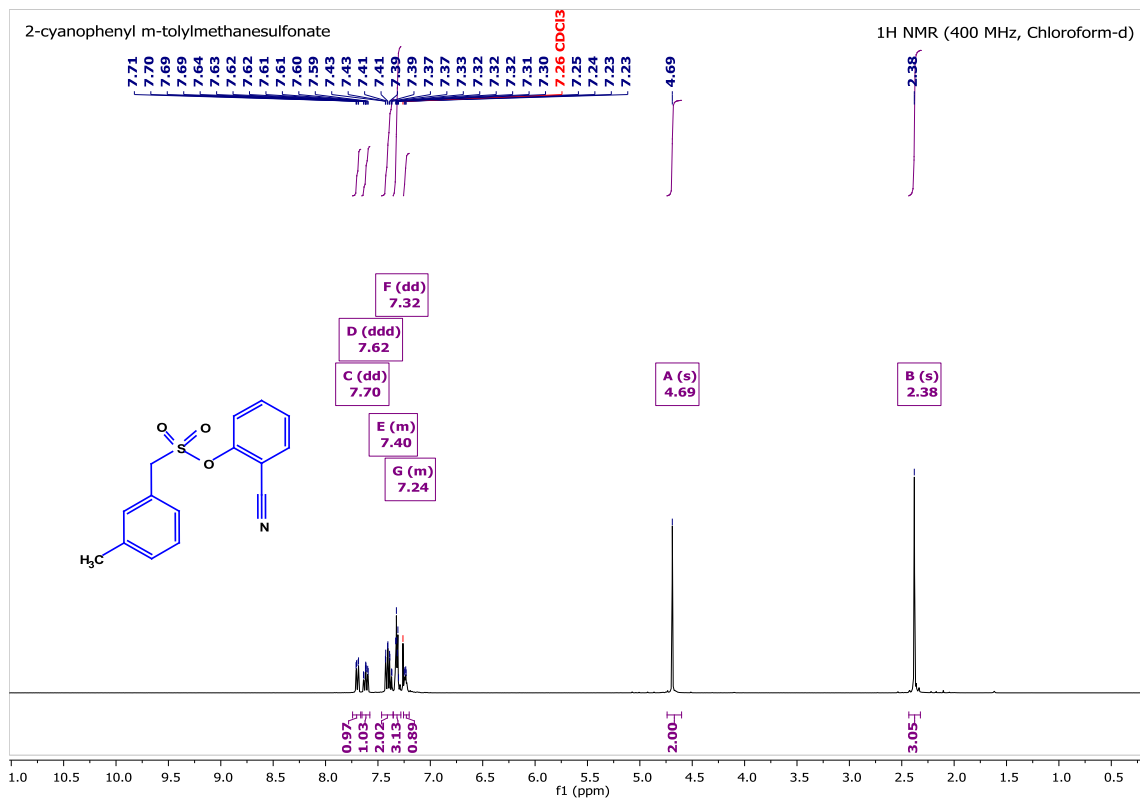 2-cyanophenyl m-tolylmethanesulfonate
1H NMR (400 MHz, Chloroform-d)
7.71
7.70
7.69
7.69
7.64
7.63
7.62
7.62
7.61
7.61
7.60
7.59
7.43
7.43
7.41
7.41
7.39
7.39
7.37
7.37
7.33
7.32
7.32
7.32
7.31
7.30
7.26 CDCl3
7.25
7.24
7.23
7.23
4.69
2.38
F (dd)
7.32
D (ddd)
7.62
C (dd)
7.70
A (s)
4.69
B (s)
2.38
E (m)
7.40
G (m)
7.24
O
O
S
O
N
H3C
0.97
1.03
2.02
3.13
0.89
2.00
3.05
1.0 10.5 10.0 9.5 9.0 8.5 8.0 7.5 7.0 6.5 6.0 5.5 5.0 4.5 4.0 3.5 3.0 2.5 2.0 1.5 1.0 0.5
f1 (ppm)